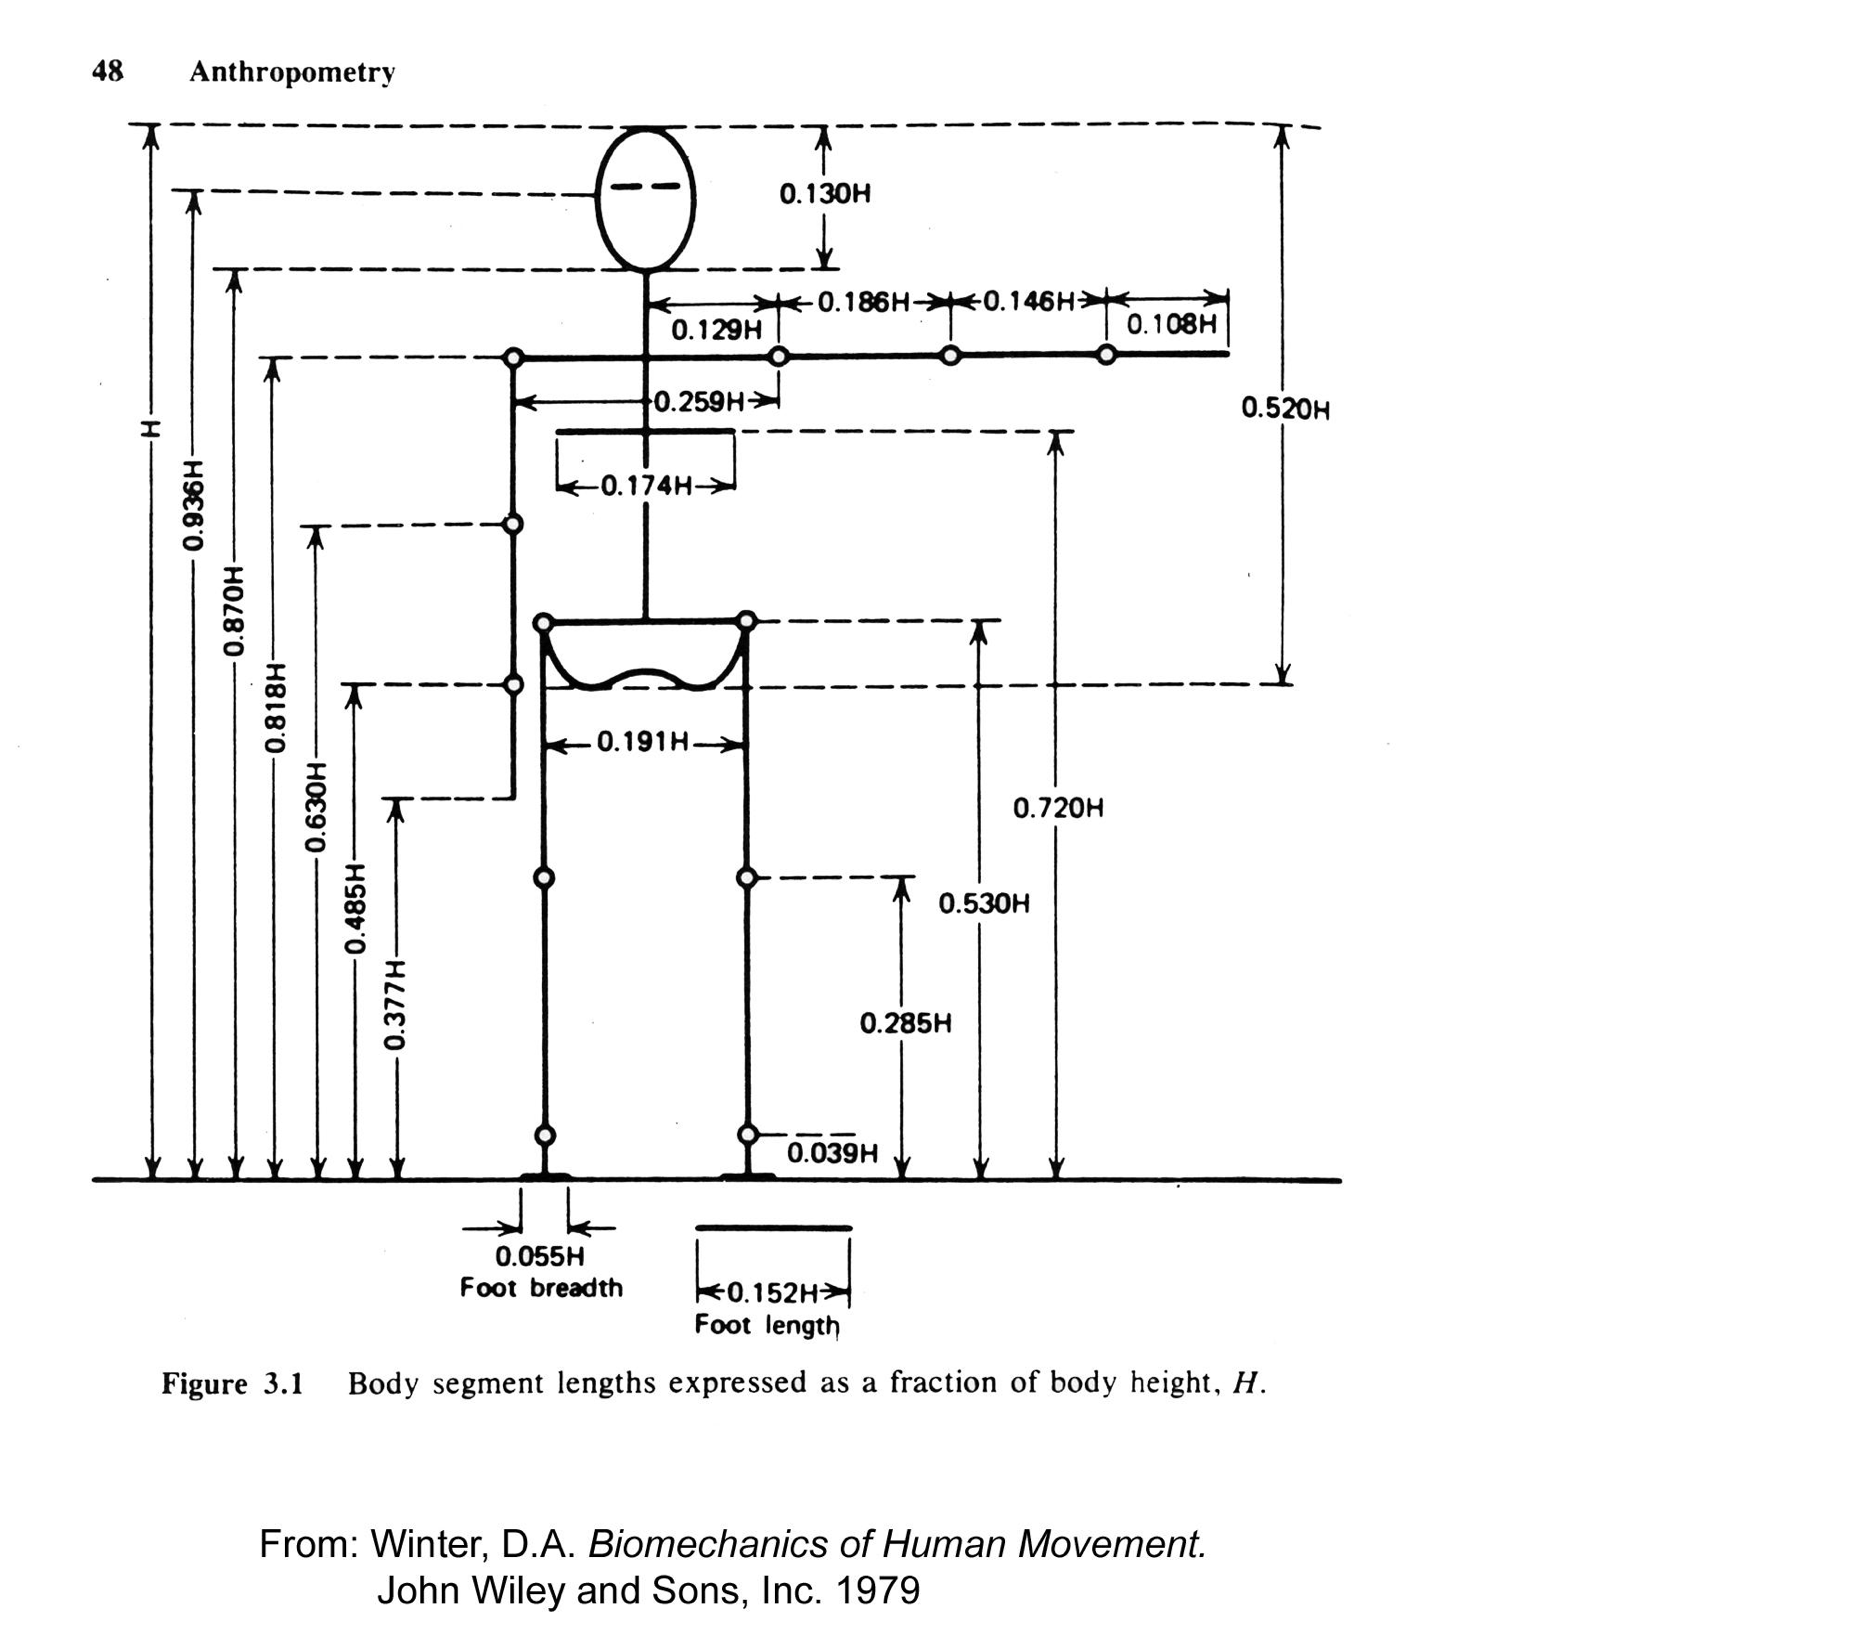 48 Anthropometry
0.130H
0.186H 0.146H
0.129H 0.108H
0.259H
0.520H
H
0.174H
0.936H
0.870H
0.818H
0.191H
0.630H
0.720H
0.485H
0.530H
0.377H
0.285H
0.039H
0.055H
Foot breadth
0.152H
Foot length
Figure 3.1 Body segment lengths expressed as a fraction of body height, H.
From: Winter, D.A. Biomechanics of Human Movement.
John Wiley and Sons, Inc. 1979